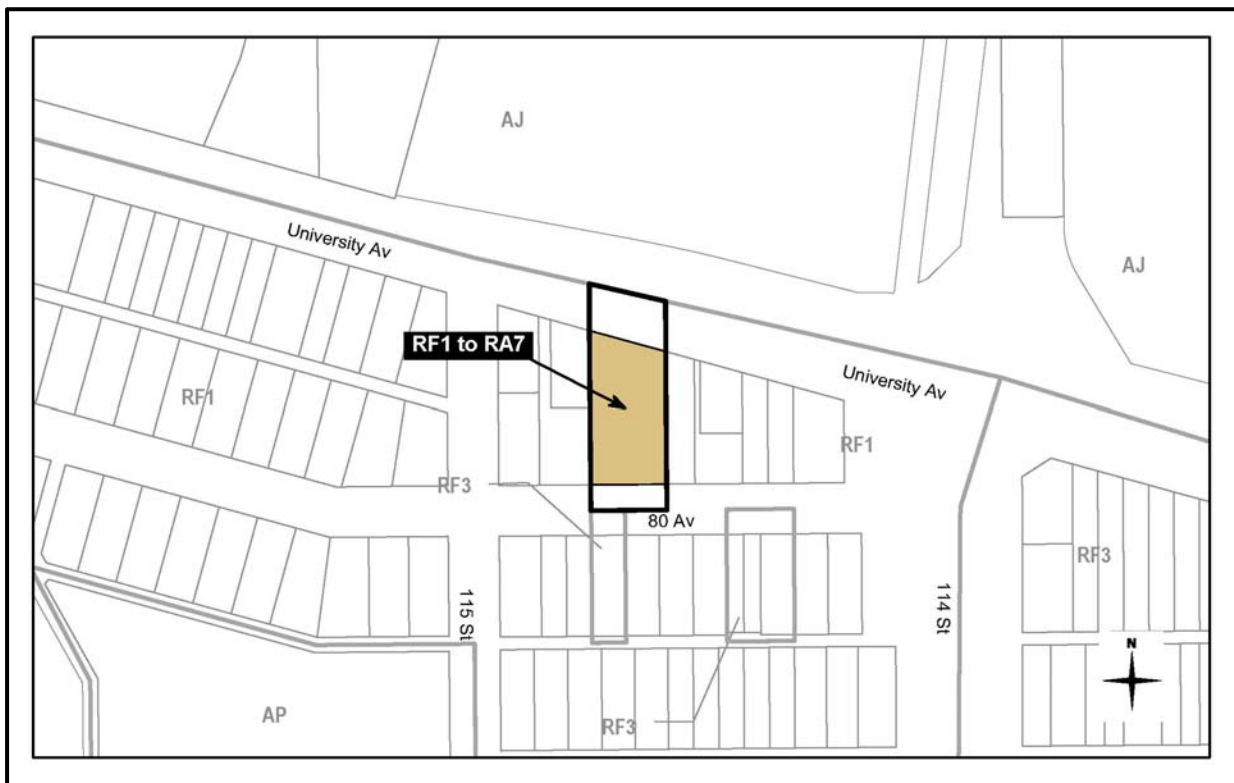 AJ
University Av
AJ
RF1 to RA7
University Av
RF1
RF1
RF3
80 Av
RF3
115 St
114 St
N
AP
RF3